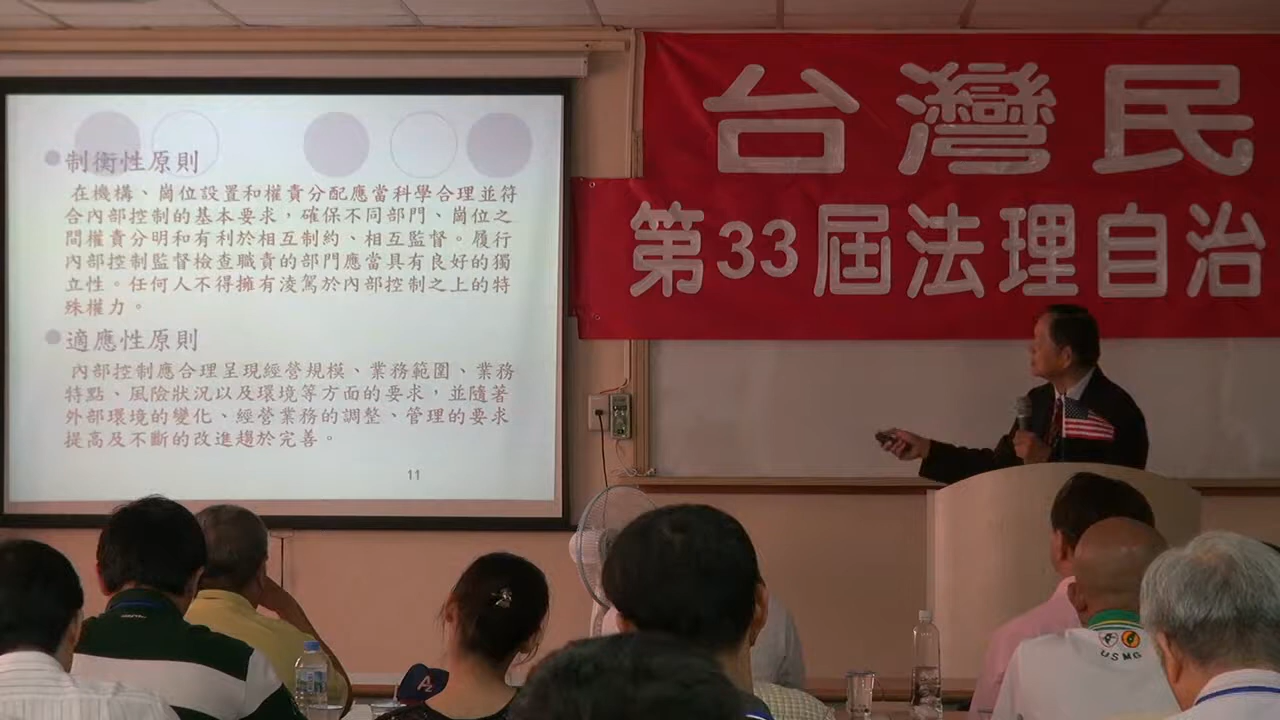 制衡性原則
在機構、崗位設置和權責分配應當科學合理並符
合內部控制的基本要求，確保不同部門、崗位之
間權責分明和有利於相互制約、相互監督。履行
內部控制監督檢查職責的部門應當具有良好的獨
立性。任何人不得擁有淩駕於內部控制之上的特
殊權力。
適應性原則
內部控制應合理呈現經營規模、業務範圍、業務
特點、風險狀況以及環境等方面的要求，並隨著
外部環境的變化、經營業務的調整、管理的要求
提高及不斷的改進趨於完善。
11
台灣民
第33屆法理自治
USMG